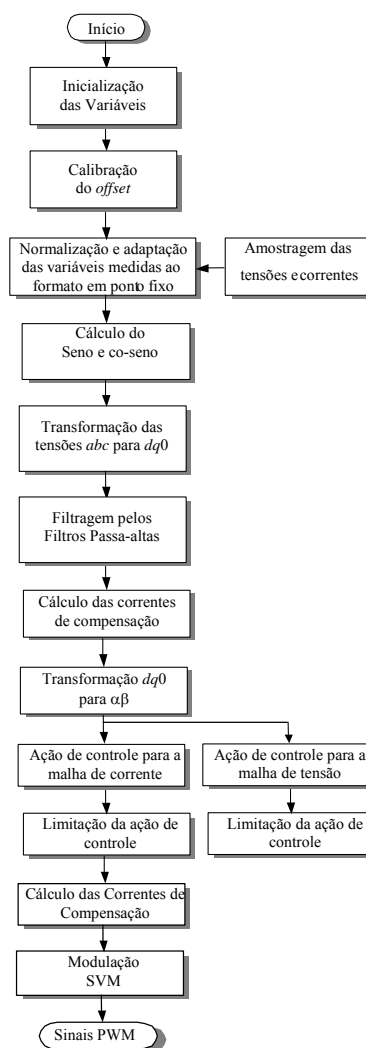 Início
Inicialização
das Variáveis
Calibração
do offset
Normalização e adaptação
das variáveis medidas ao
formato em ponto fixo
Amostragem das
tensões e correntes
Cálculo do
Seno e co-seno
Transformação das
tensões abc para dq0
Filtragem pelos
Filtros Passa-altas
Cálculo das correntes
de compensação
Transformação dq0
para αβ
Ação de controle para a
malha de corrente
Ação de controle para a
malha de tensão
Limitação da ação de
controle
Limitação da ação de
controle
Cálculo das Correntes de
Compensação
Modulação
SVM
Sinais PWM